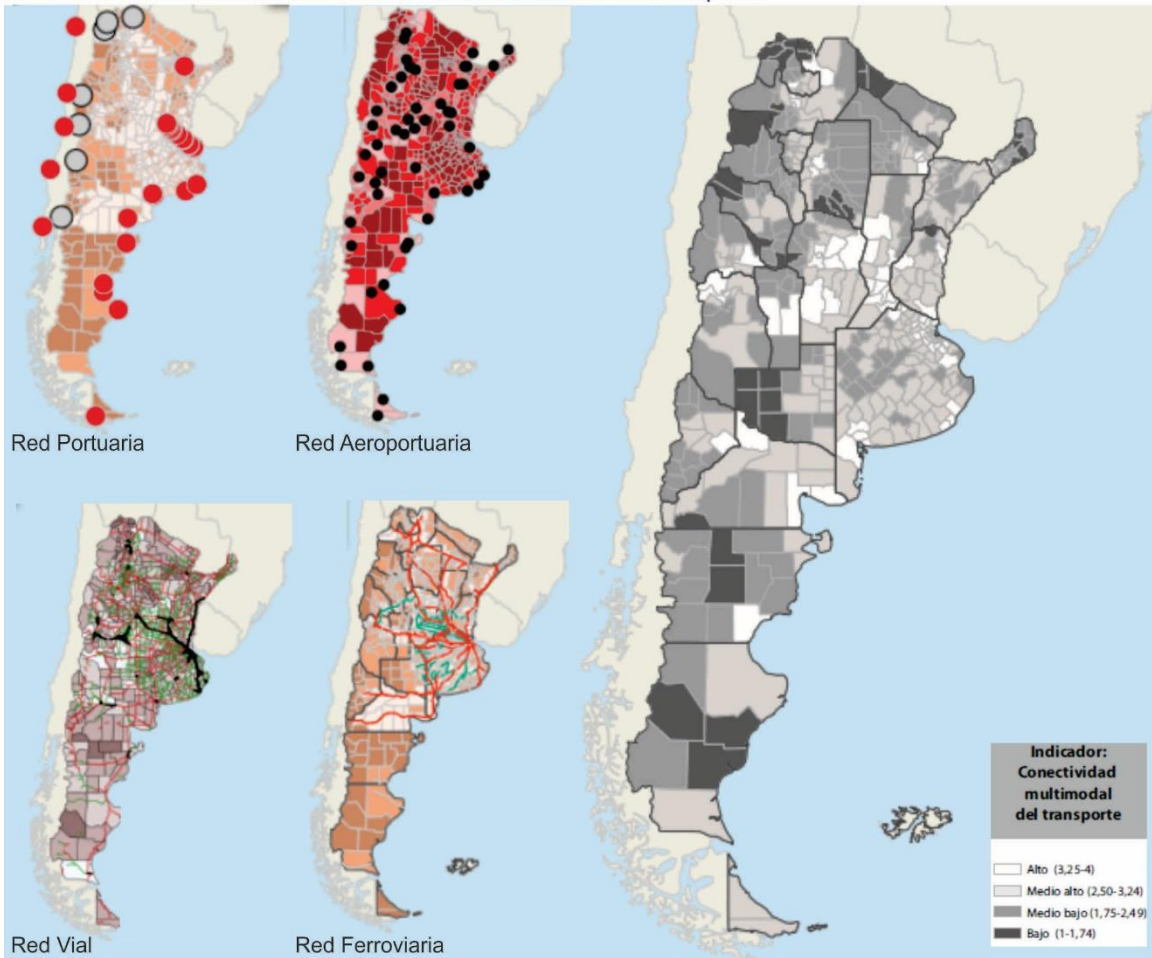 Red Portuaria
Red Aeroportuaria
Red Vial
Red Ferroviaria
Indicador:
Conectividad
multimodal
del transporte
Alto (3,25-4)
Medio alto (2,50-3,24)
Medio bajo (1,75-2,49)
Bajo (1-1,74)